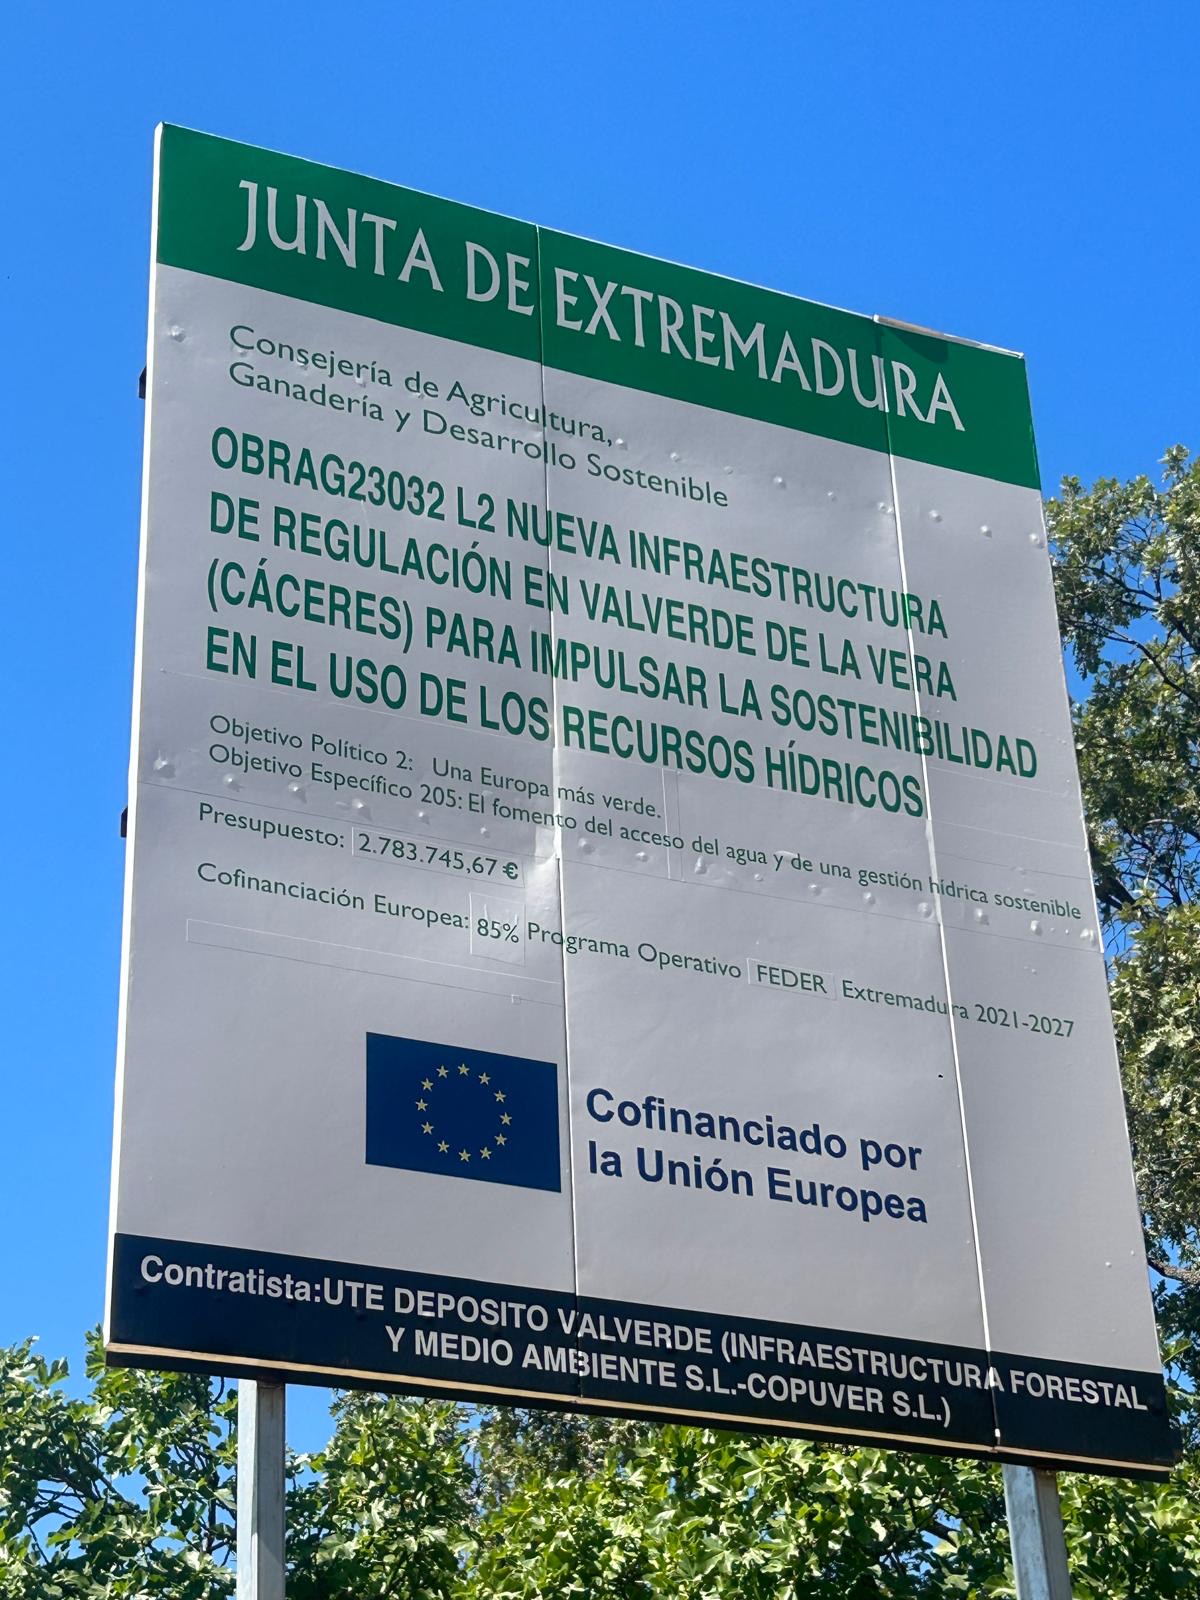 JUNTA DE EXTREMADURA
Consejería de Agricultura,
Ganadería y Desarrollo Sostenible
OBRAG23032 L2 NUEVA INFRAESTRUCTURA
DE REGULACIÓN EN VALVERDE DE LA VERA
(CÁCERES) PARA IMPULSAR LA SOSTENIBILIDAD
EN EL USO DE LOS RECURSOS HÍDRICOS
Objetivo Político 2: Una Europa más verde.
Objetivo Específico 205: El fomento del acceso del agua y de una gestión hídrica sostenible
Presupuesto: 2.783.745,67 €
Cofinanciación Europea: 85% Programa Operativo FEDER Extremadura 2021-2027
Cofinanciado por
la Unión Europea
Contratista:UTE DEPOSITO VALVERDE (INFRAESTRUCTURA FORESTAL
Y MEDIO AMBIENTE S.L.-COPUVER S.L.)